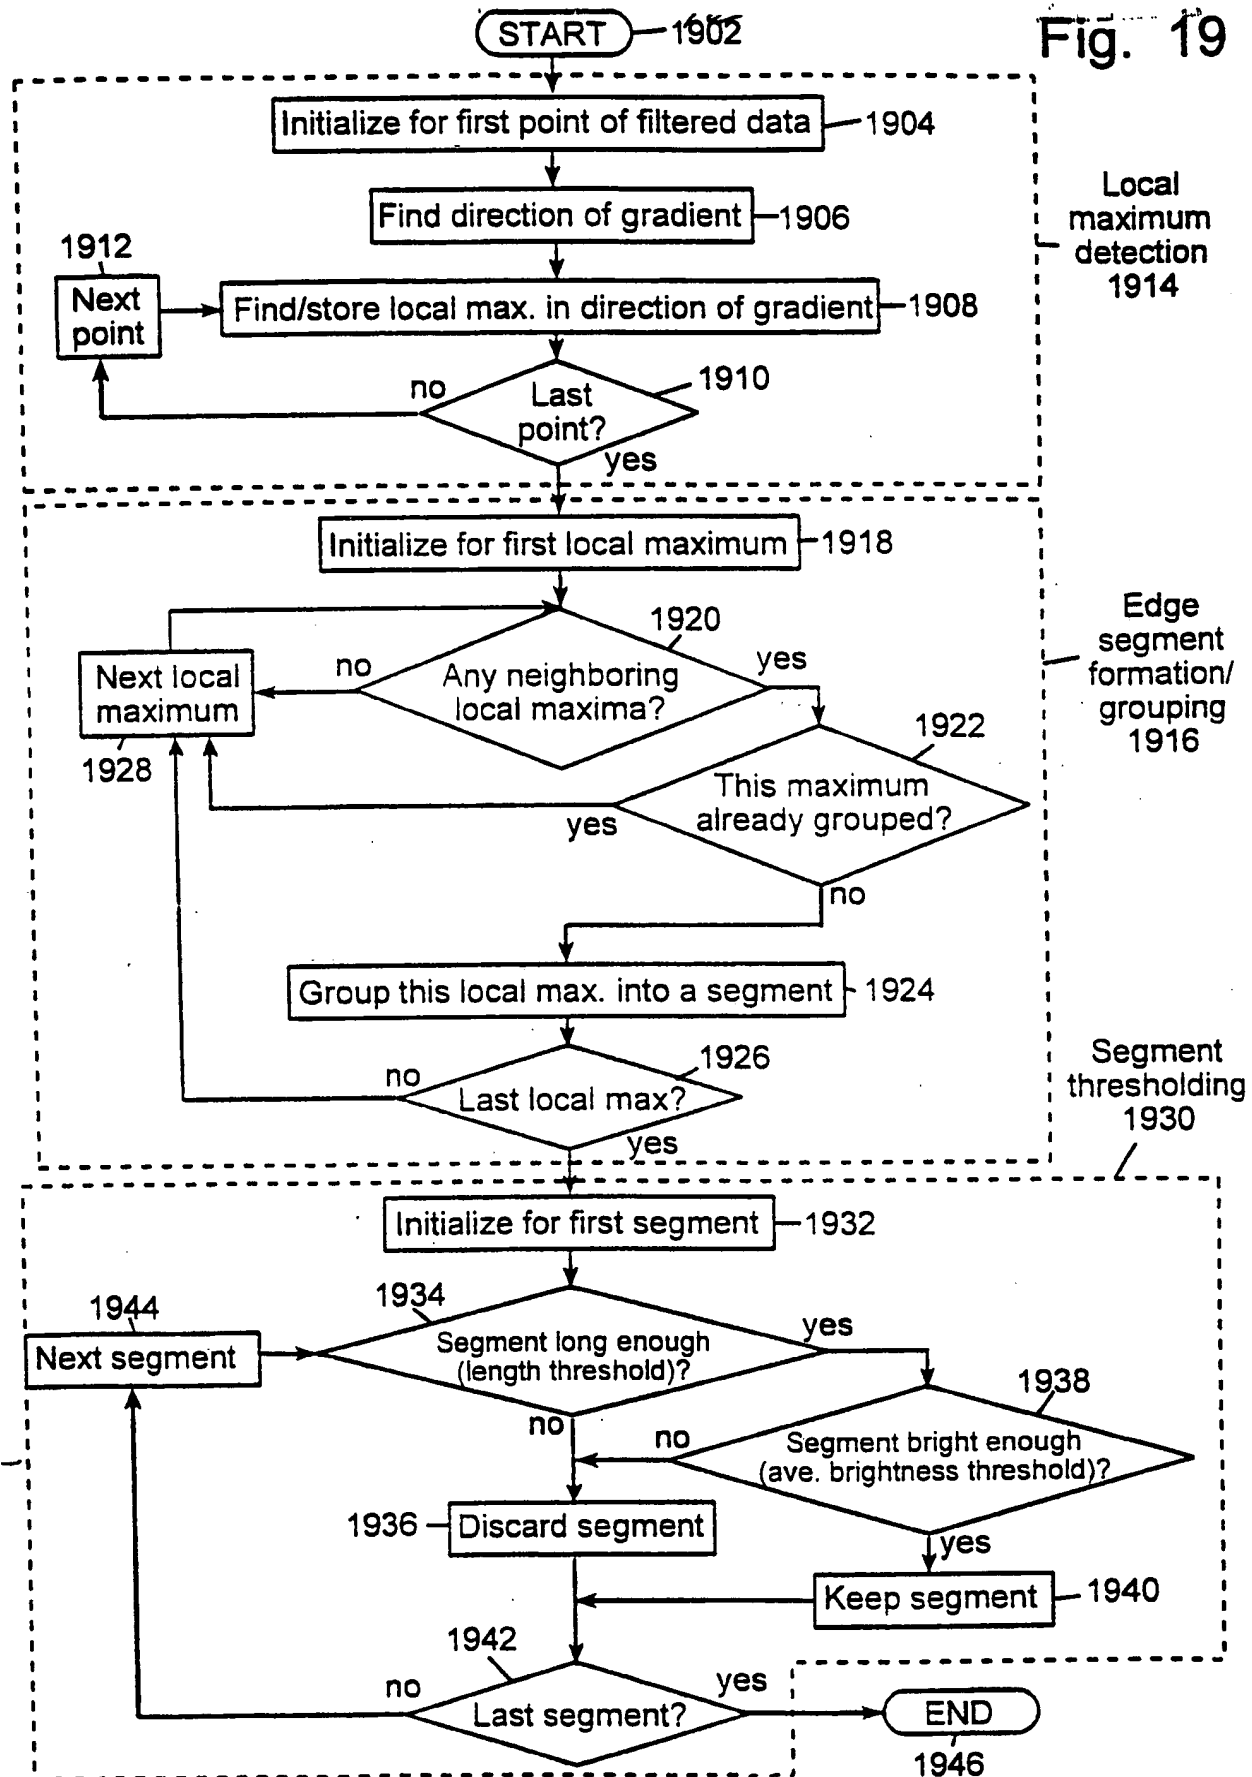 START
1902
Fig. 19
Initialize for first point of filtered data
1904
Find direction of gradient
1906
Local
maximum
detection
1914
1912
Next
point
Find/store local max. in direction of gradient
1908
1910
no
Last
point?
yes
Initialize for first local maximum
1918
1920
Edge
segment
formation/
grouping
1916
Next local
maximum
1928
no
Any neighboring
local maxima?
yes
1922
This maximum
already grouped?
yes
no
Group this local max. into a segment
1924
1926
no
Last local max?
yes
Segment
thresholding
1930
Initialize for first segment
1932
1944
Next segment
1934
Segment long enough
(length threshold)?
yes
no
1938
no
Segment bright enough
(ave. brightness threshold)?
yes
1936
Discard segment
Keep segment
1940
1942
no
Last segment?
yes
END
1946